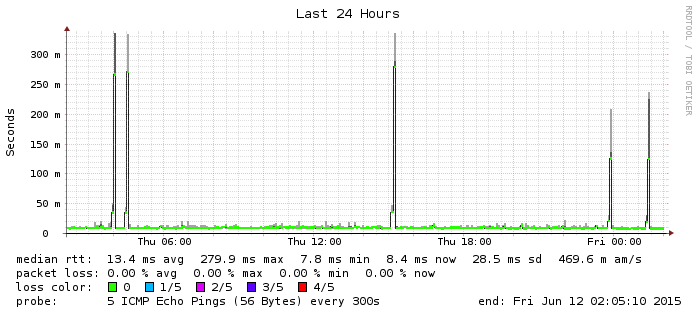 Last 24 Hours
RRDTOOL / TOBI OETIKER
Seconds
300 m
250 m
200 m
150 m
100 m
50 m
0
Thu 06:00 Thu 12:00 Thu 18:00 Fri 00:00
median rtt: 13.4 ms avg 279.9 ms max 7.8 ms min 8.4 ms now 28.5 ms sd 469.6 m am/s
packet loss: 0.00 % avg 0.00 % max 0.00 % min 0.00 % now
loss color: 0 1/5 2/5 3/5 4/5
probe: 5 ICMP Echo Pings (56 Bytes) every 300s end: Fri Jun 12 02:05:10 2015